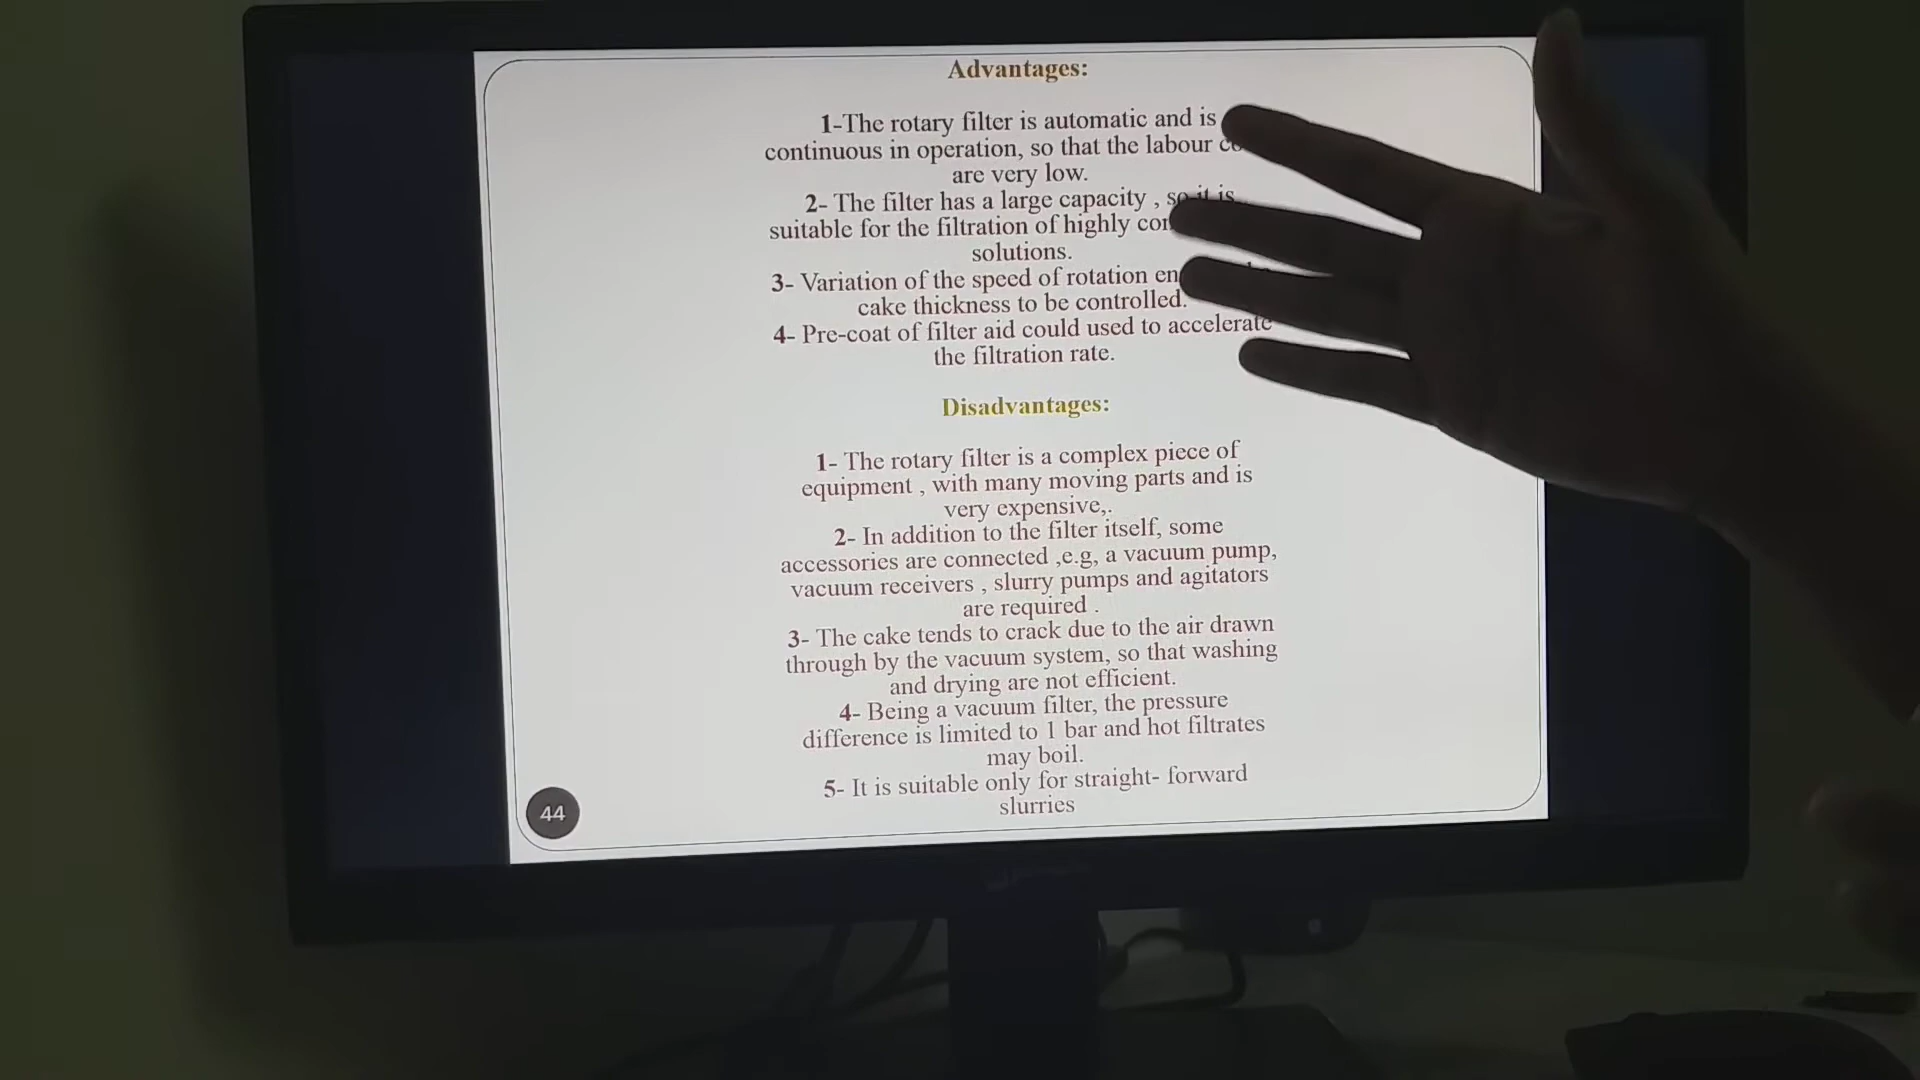 Advantages:
1-The rotary filter is automatic and is
continuous in operation, so that the labour
are very low.
2- The filter has a large capacity , so it is
suitable for the filtration of highly
solutions.
3- Variation of the speed of rotation
cake thickness to be controlled.
4- Pre-coat of filter aid could used to accelerate
the filtration rate.
Disadvantages:
1- The rotary filter is a complex piece of
equipment , with many moving parts and is
very expensive,.
2- In addition to the filter itself, some
accessories are connected ,e.g, a vacuum pump,
vacuum receivers , slurry pumps and agitators
are required .
3- The cake tends to crack due to the air drawn
through by the vacuum system, so that washing
and drying are not efficient.
4- Being a vacuum filter, the pressure
difference is limited to 1 bar and hot filtrates
may boil.
5- It is suitable only for straight- forward
slurries
44